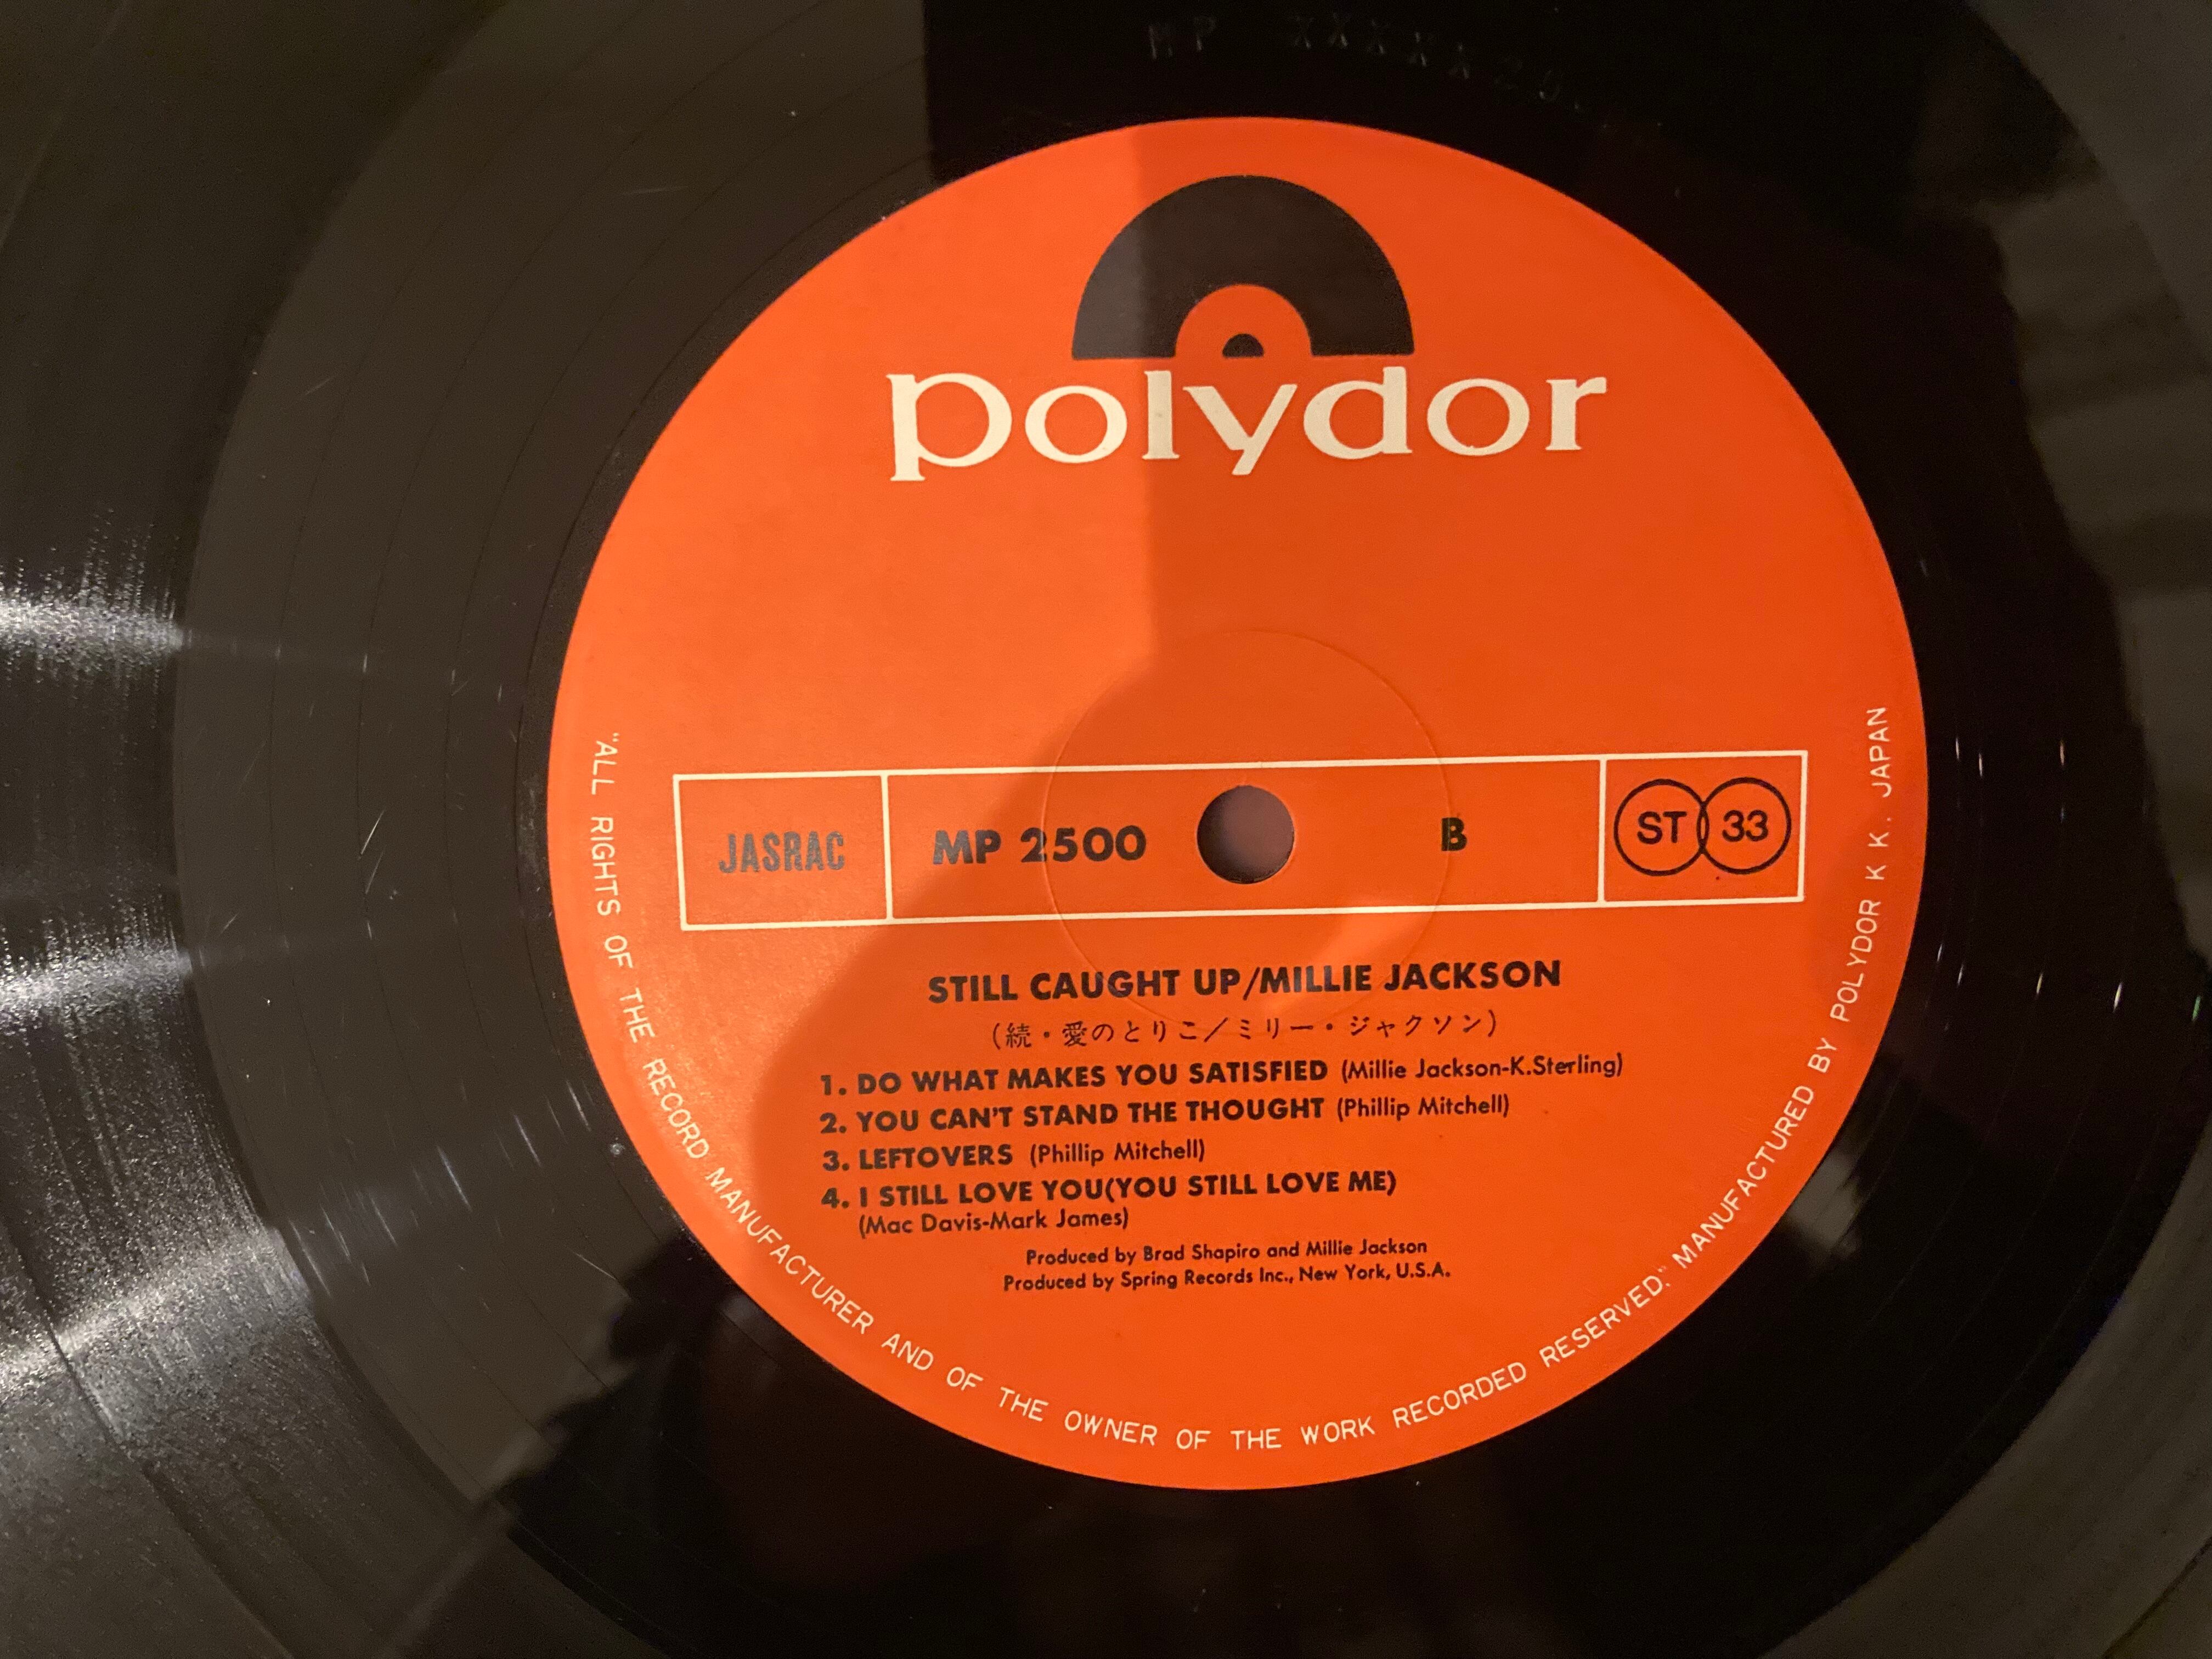 polydor
JASRAC
MP 2500
B
ST 33
STILL CAUGHT UP/MILLIE JACKSON
(続・愛のとりこ/ミリー・ジャクソン)
1. DO WHAT MAKES YOU SATISFIED (Millie Jackson-K.Sterling)
2. YOU CAN'T STAND THE THOUGHT (Phillip Mitchell)
3. LEFTOVERS (Phillip Mitchell)
4. I STILL LOVE YOU(YOU STILL LOVE ME)
(Mac Davis-Mark James)
Produced by Brad Shapiro and Millie Jackson
Produced by Spring Records Inc., New York, U.S.A.
"ALL RIGHTS OF THE RECORD MANUFACTURER AND OF THE OWNER OF THE WORK RECORDED RESERVED." MANUFACTURED BY POLYDOR K K. JAPAN